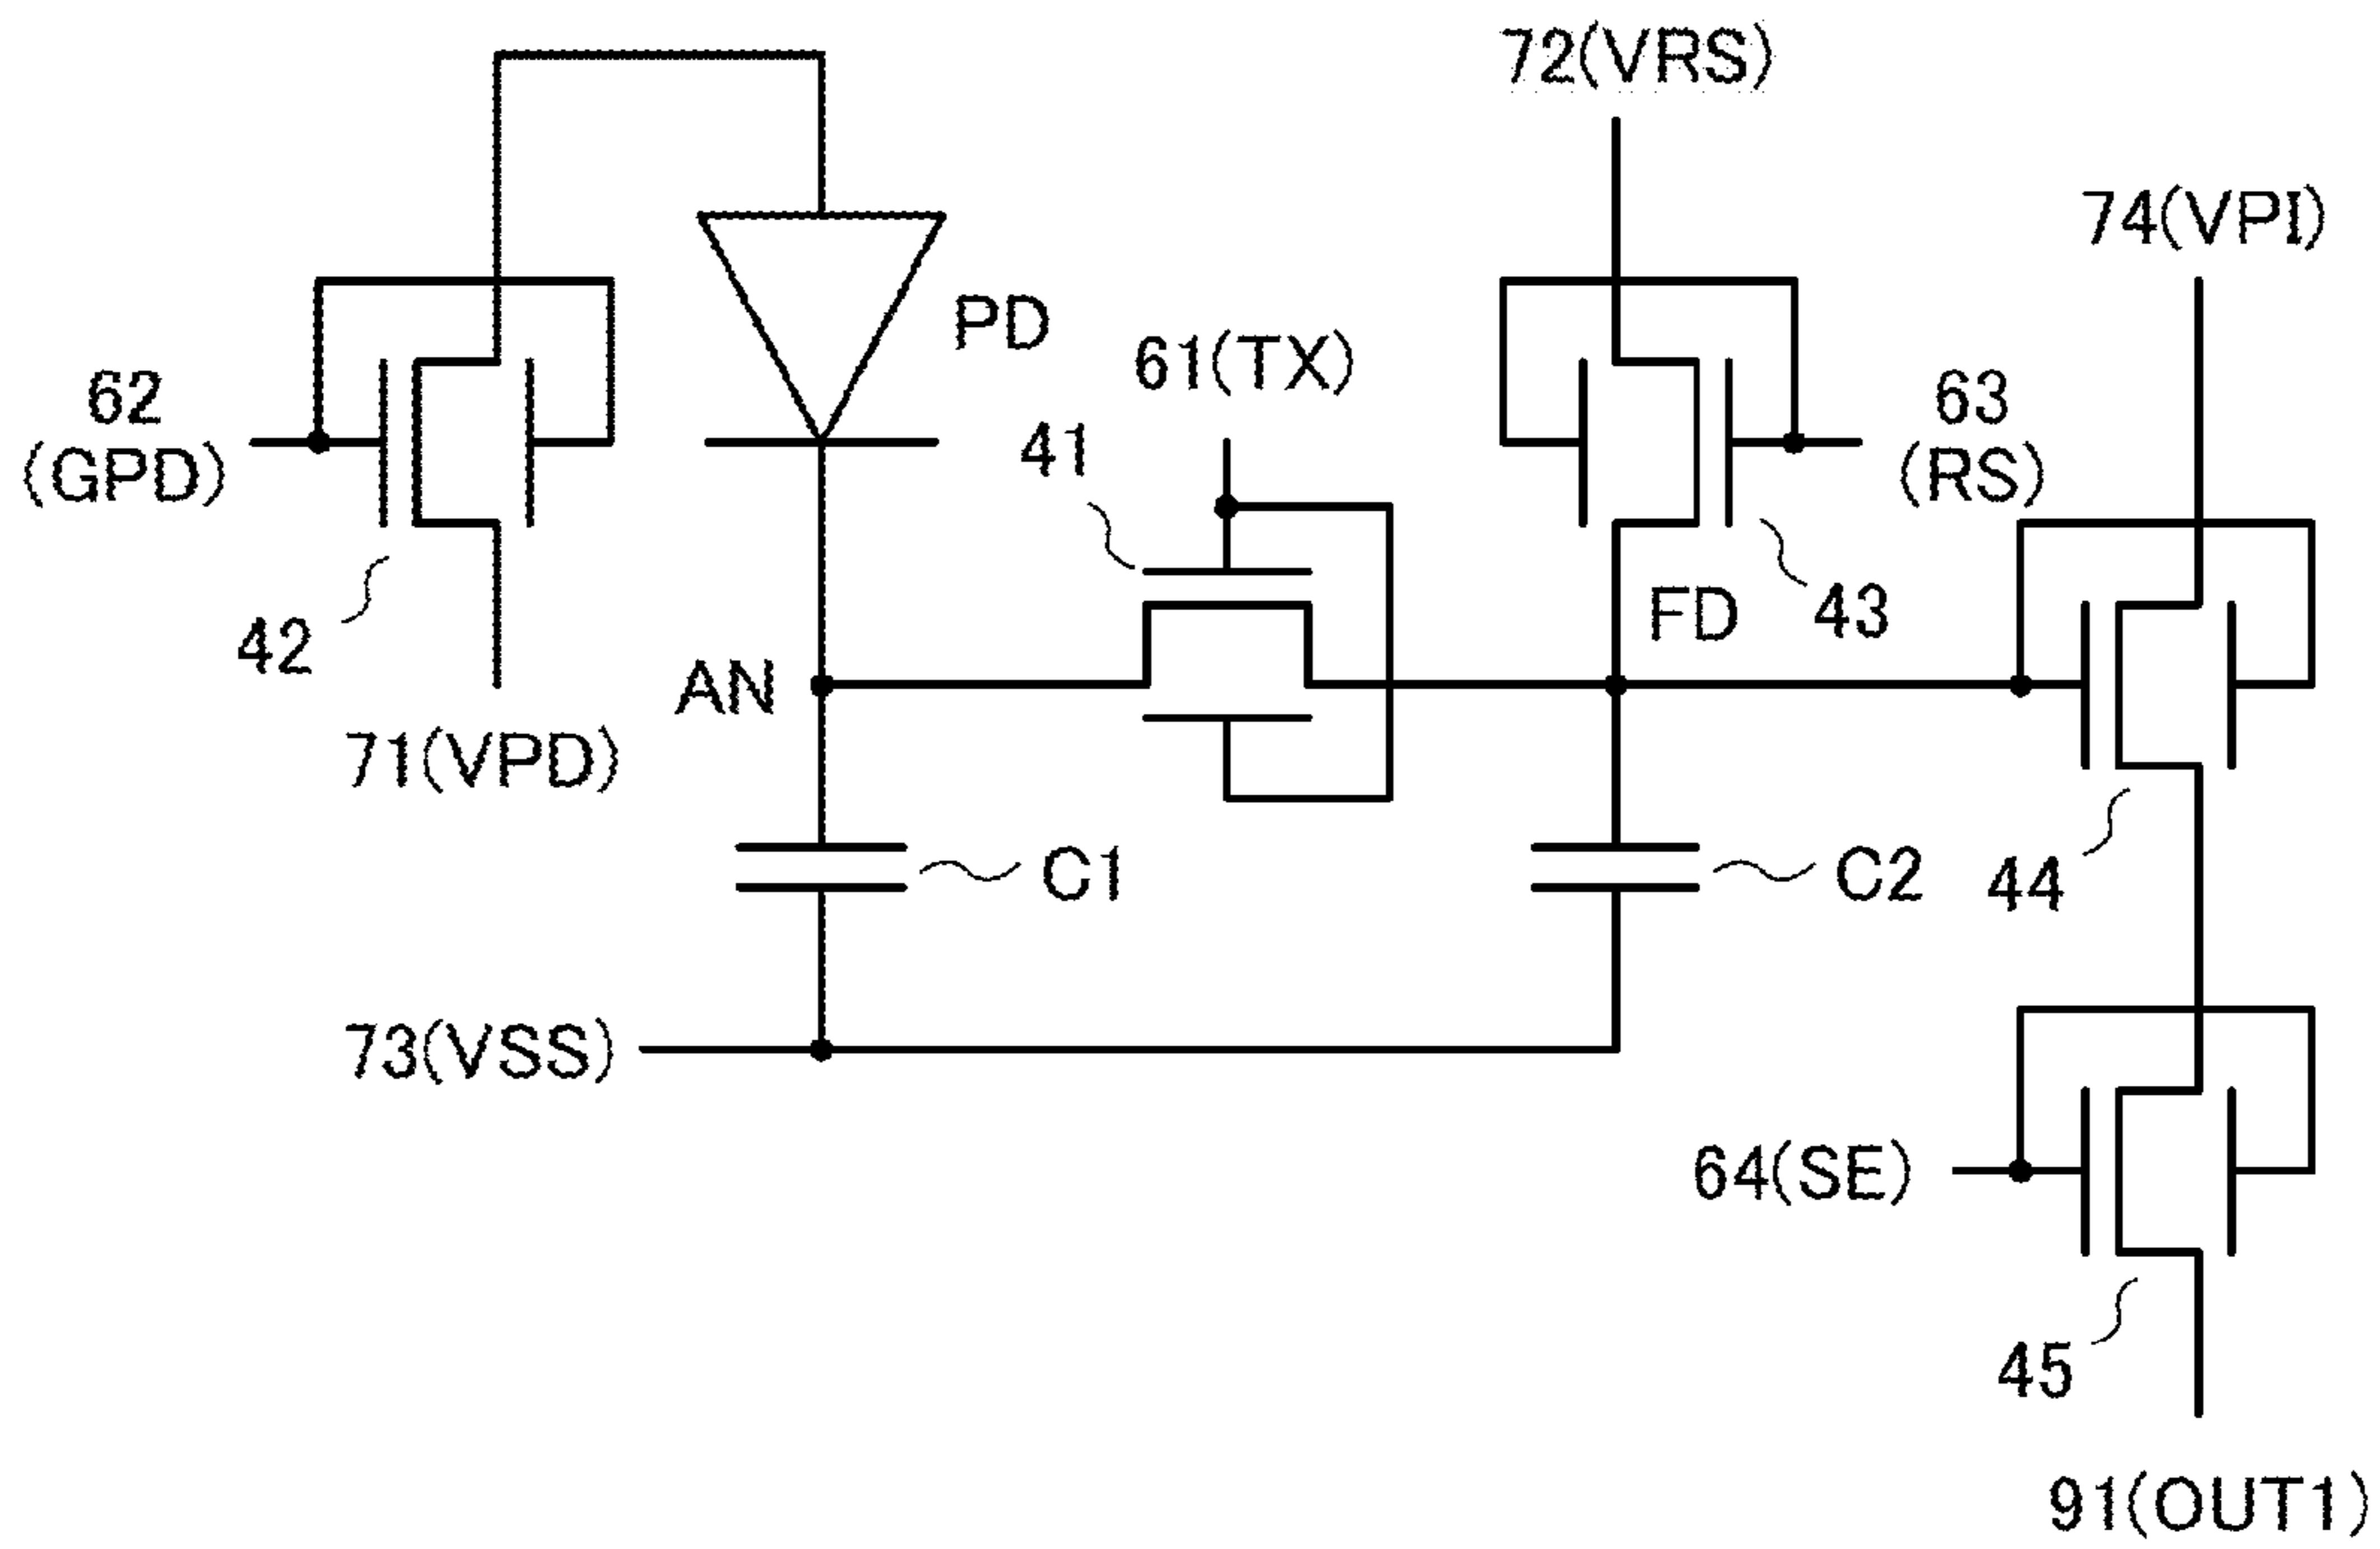 72(VRS)
74(VPI)
PD
61(TX)
62
(GPD)
63
(RS)
41
42
FD
43
AN
71(VPD)
C1
C2
44
73(VSS)
64(SE)
45
91(OUT1)